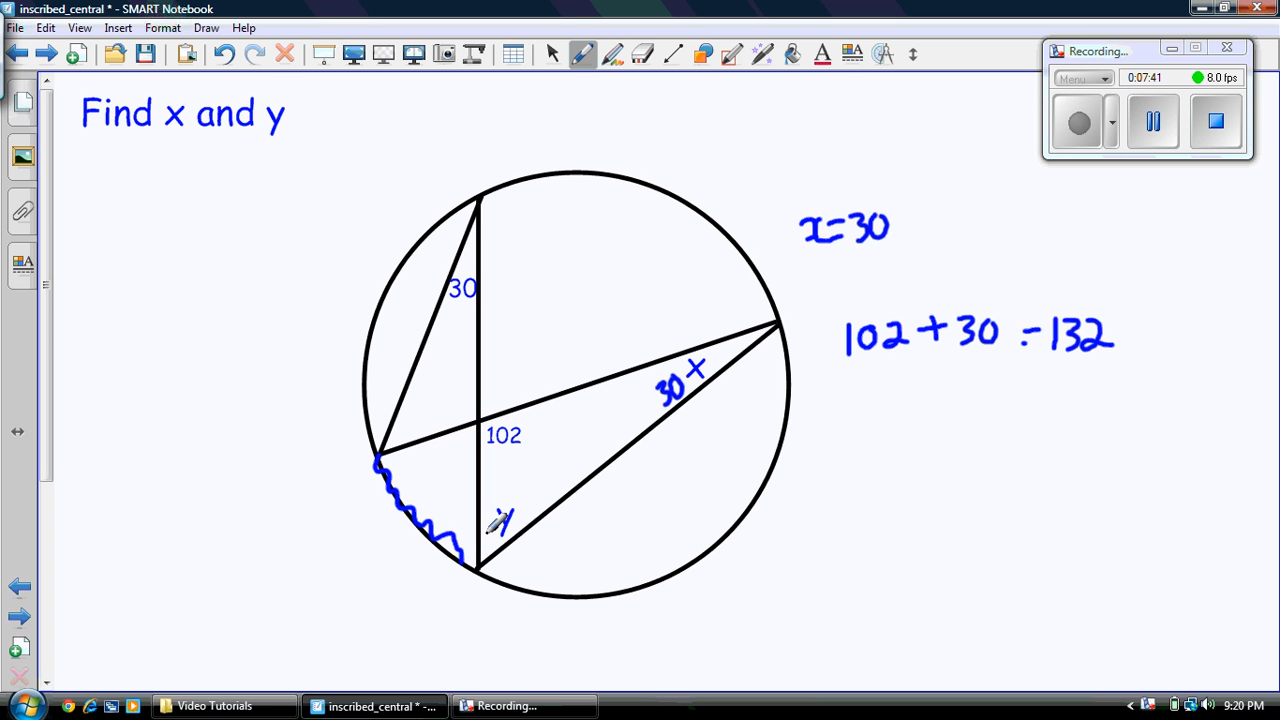 inscribed_central * - SMART Notebook
File Edit View Insert Format Draw Help
Recording...
Menu 0:07:41 8.0 fps
Find x and y
x=30
30
102+30=132
30 x
102
y
Video Tutorials
inscribed_central * -...
Recording...
9:20 PM